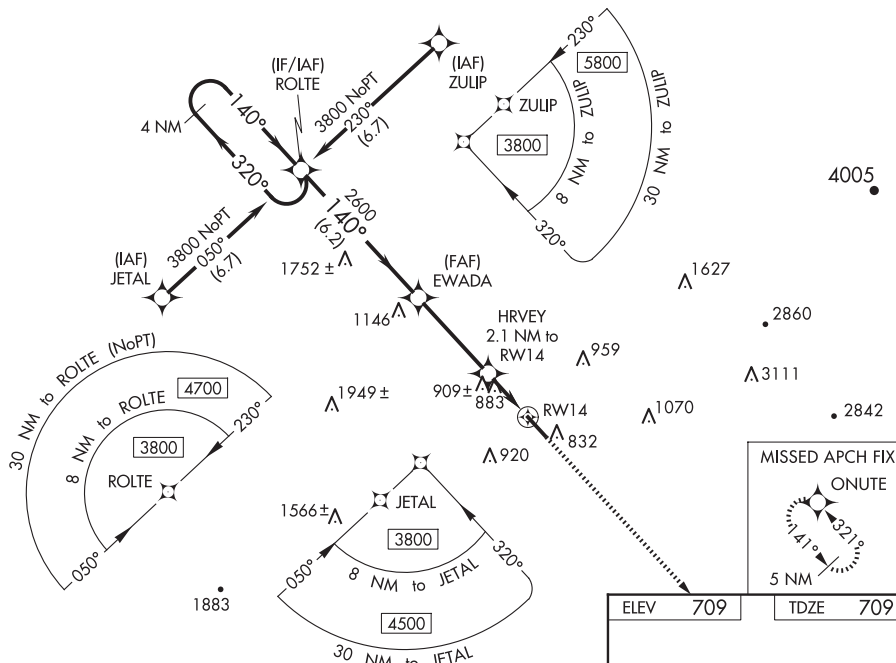 (IF/IAF)
ROLTE
(IAF)
ZULIP
3800 NoPT
230°
(6.7)
140°
4 NM
320°
3800 NoPT
050°
(6.7)
(IAF)
JETAL
2600
140°
(6.2)
230°
5800
ZULIP
3800
8 NM to ZULIP
30 NM to ZULIP
320°
4005
1752 ±
(FAF)
EWADA
1146
HRVEY
2.1 NM to
RW14
1627
2860
959
3111
30 NM to ROLTE (NoPT)
4700
8 NM to ROLTE
3800
ROLTE
230°
050°
1949 ±
909±
883
RW14
832
1070
2842
920
1566±
JETAL
3800
8 NM to JETAL
4500
30 NM to JETAL
050°
320°
1883
MISSED APCH FIX
ONUTE
321°
141°
5 NM
ELEV 709
TDZE 709